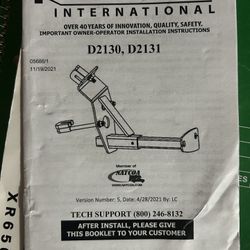 INTERNATIONAL
OVER 40 YEARS OF INNOVATION, QUALITY, SAFETY.
IMPORTANT OWNER-OPERATOR INSTALLATION INSTRUCTIONS
D2130, D2131
05686/1
11/19/2021
Member of
NATCOA
Version Number: 5, Date: 4/28/2021 By: LC
TECH SUPPORT (800) 246-8132
AFTER INSTALL, PLEASE GIVE
THIS BOOKLET TO YOUR CUSTOMER
XR65